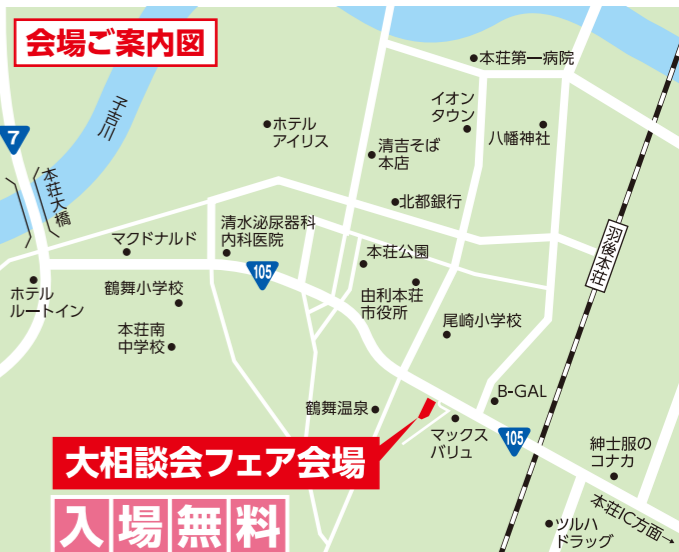 会場ご案内図
本荘第一病院
子吉川
イオン
タウン
ホテル
アイリス
八幡神社
7
清吉そば
本店
本荘大橋
北都銀行
清水泌尿器科
内科医院
マクドナルド
羽後本荘
本荘公園
105
ホテル
ルートイン
鶴舞小学校
由利本荘
市役所
本荘南
中学校
尾崎小学校
B-GAL
鶴舞温泉
マックス
バリュ
105
紳士服の
コナカ
大相談会フェア会場
本荘IC方面→
入場無料
ツルハ
ドラッグ